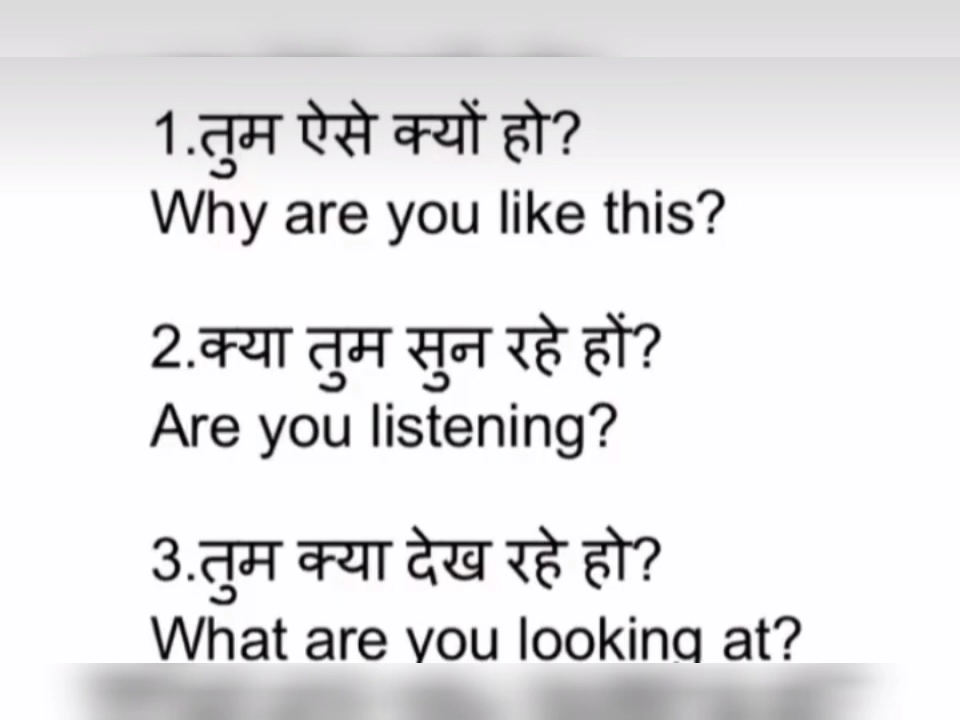 1.तुम ऐसे क्यों हो?
Why are you like this?
2.क्या तुम सुन रहे हों?
Are you listening?
3.तुम क्या देख रहे हो?
What are you looking at?